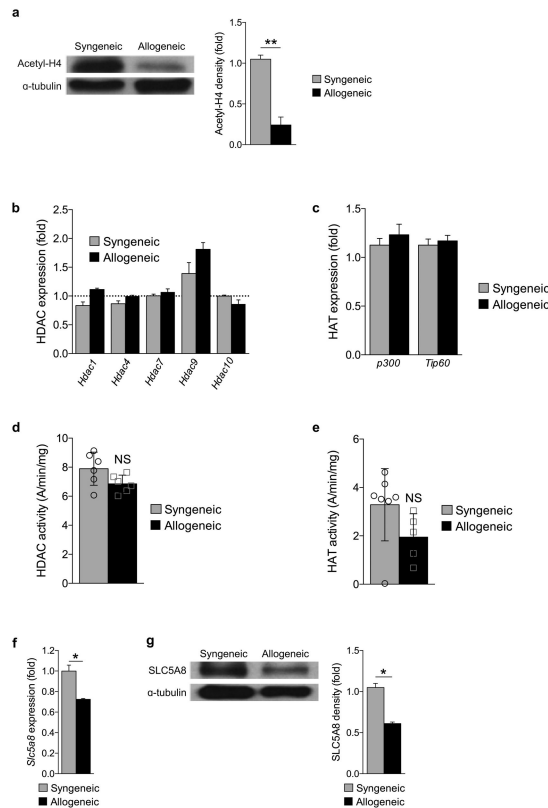 a
Syngeneic Allogeneic
Acetyl-H4
α-tubulin
Acetyl-H4 density (fold)
1.5
1.0
0.5
0.0
**
Syngeneic
Allogeneic
b
HDAC expression (fold)
2.5
2.0
1.5
1.0
0.5
0.0
Syngeneic
Allogeneic
Hdac1 Hdac4 Hdac7 Hdac9 Hdac10
c
HAT expression (fold)
1.5
1.0
0.5
0.0
p300 Tip60
Syngeneic
Allogeneic
d
HDAC activity (A/min/mg)
10
8
6
4
2
0
NS
Syngeneic
Allogeneic
e
HAT activity (A/min/mg)
6
4
2
0
NS
Syngeneic
Allogeneic
f
Slc5a8 expression (fold)
1.2
1.0
0.8
0.6
0.4
0.2
0.0
*
Syngeneic
Allogeneic
g
Syngeneic Allogeneic
SLC5A8
α-tubulin
SLC5A8 density (fold)
1.5
1.0
0.5
0.0
*
Syngeneic
Allogeneic